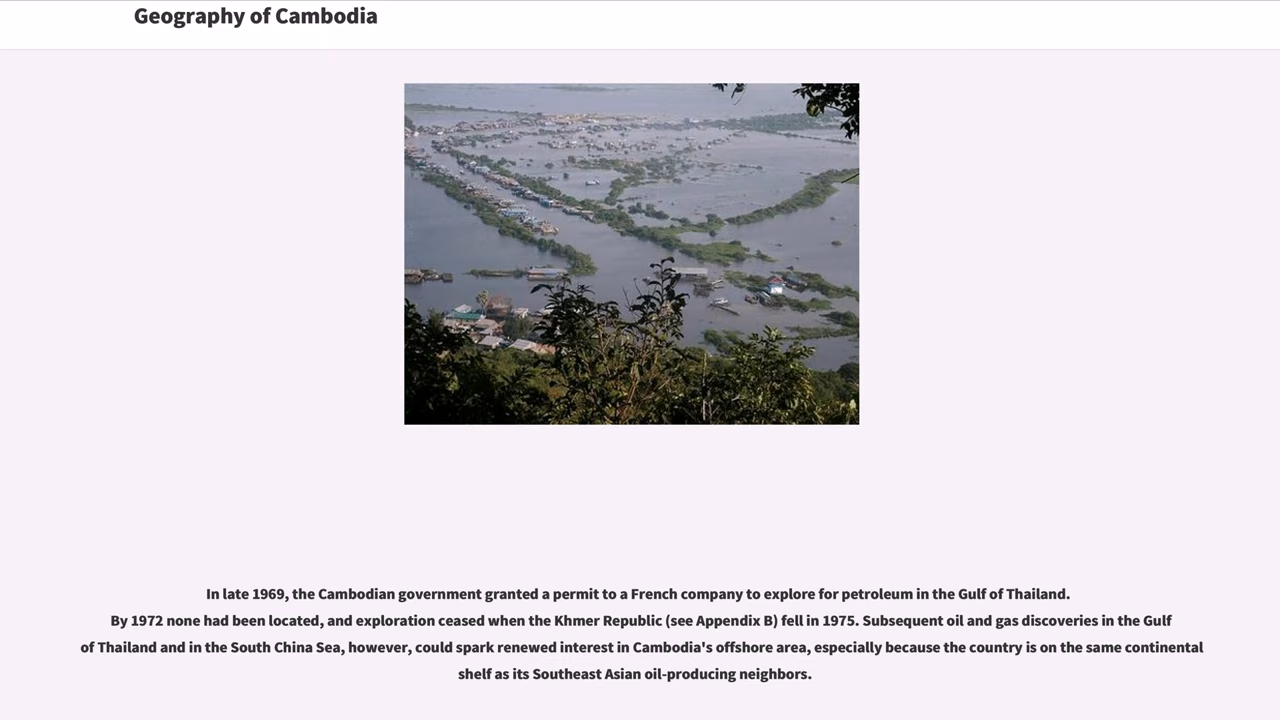 Geography of Cambodia
In late 1969, the Cambodian government granted a permit to a French company to explore for petroleum in the Gulf of Thailand.
By 1972 none had been located, and exploration ceased when the Khmer Republic (see Appendix B) fell in 1975. Subsequent oil and gas discoveries in the Gulf
of Thailand and in the South China Sea, however, could spark renewed interest in Cambodia's offshore area, especially because the country is on the same continental
shelf as its Southeast Asian oil-producing neighbors.